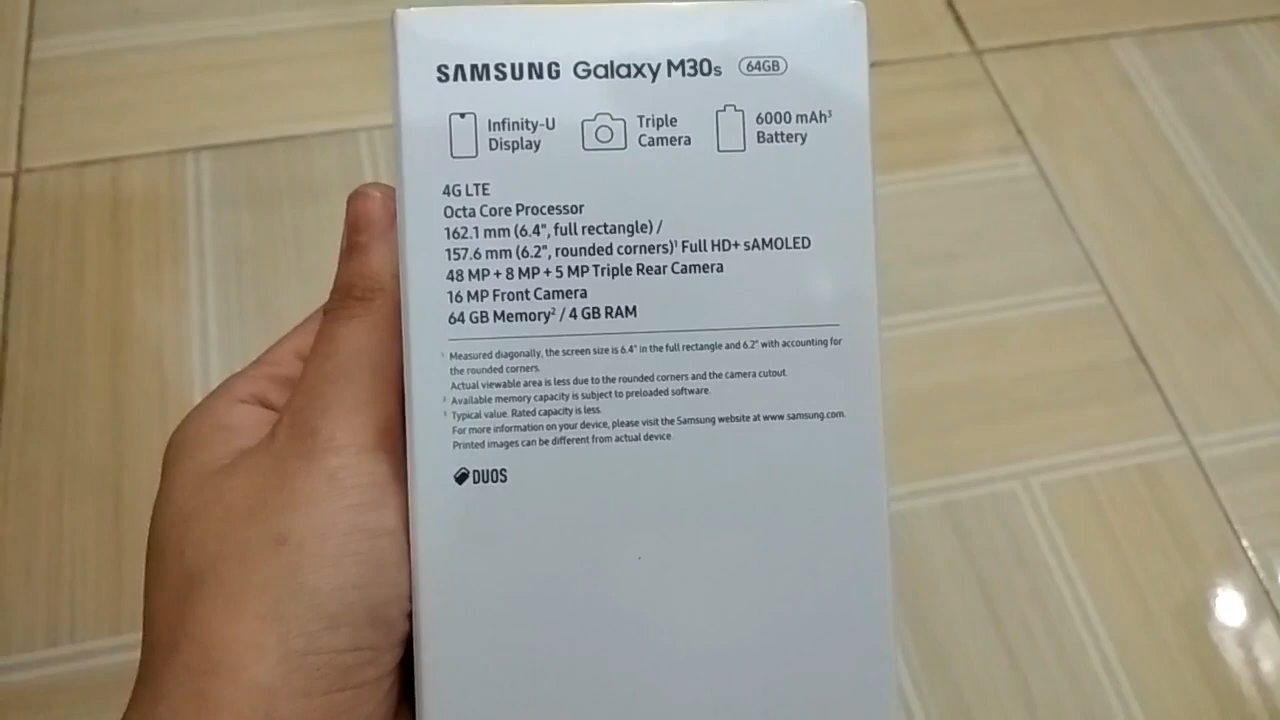 SAMSUNG Galaxy M30s 64GB
Infinity-U
Display
Triple
Camera
6000 mAh³
Battery
4G LTE
Octa Core Processor
162.1 mm (6.4", full rectangle) /
157.6 mm (6.2", rounded corners)¹ Full HD+ sAMOLED
48 MP + 8 MP + 5 MP Triple Rear Camera
16 MP Front Camera
64 GB Memory² / 4 GB RAM
¹ Measured diagonally, the screen size is 6.4" in the full rectangle and 6.2" with accounting for
the rounded corners.
Actual viewable area is less due to the rounded corners and the camera cutout.
² Available memory capacity is subject to preloaded software.
³ Typical value. Rated capacity is less.
For more information on your device, please visit the Samsung website at www.samsung.com.
Printed images can be different from actual device.
DUOS